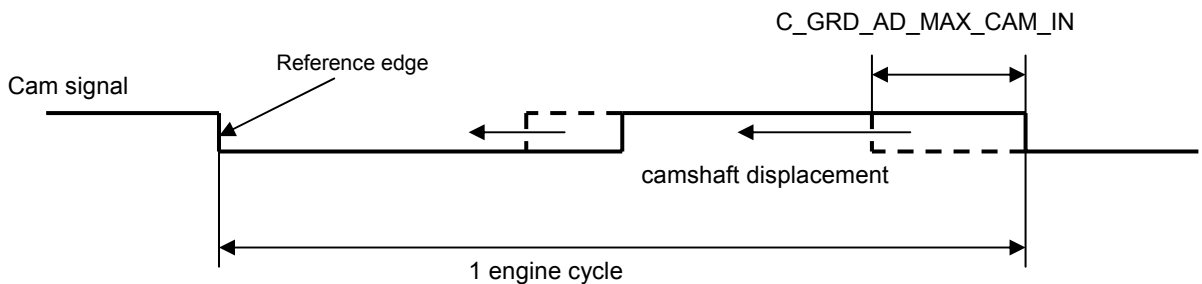 C_GRD_AD_MAX_CAM_IN
Reference edge
Cam signal
camshaft displacement
1 engine cycle